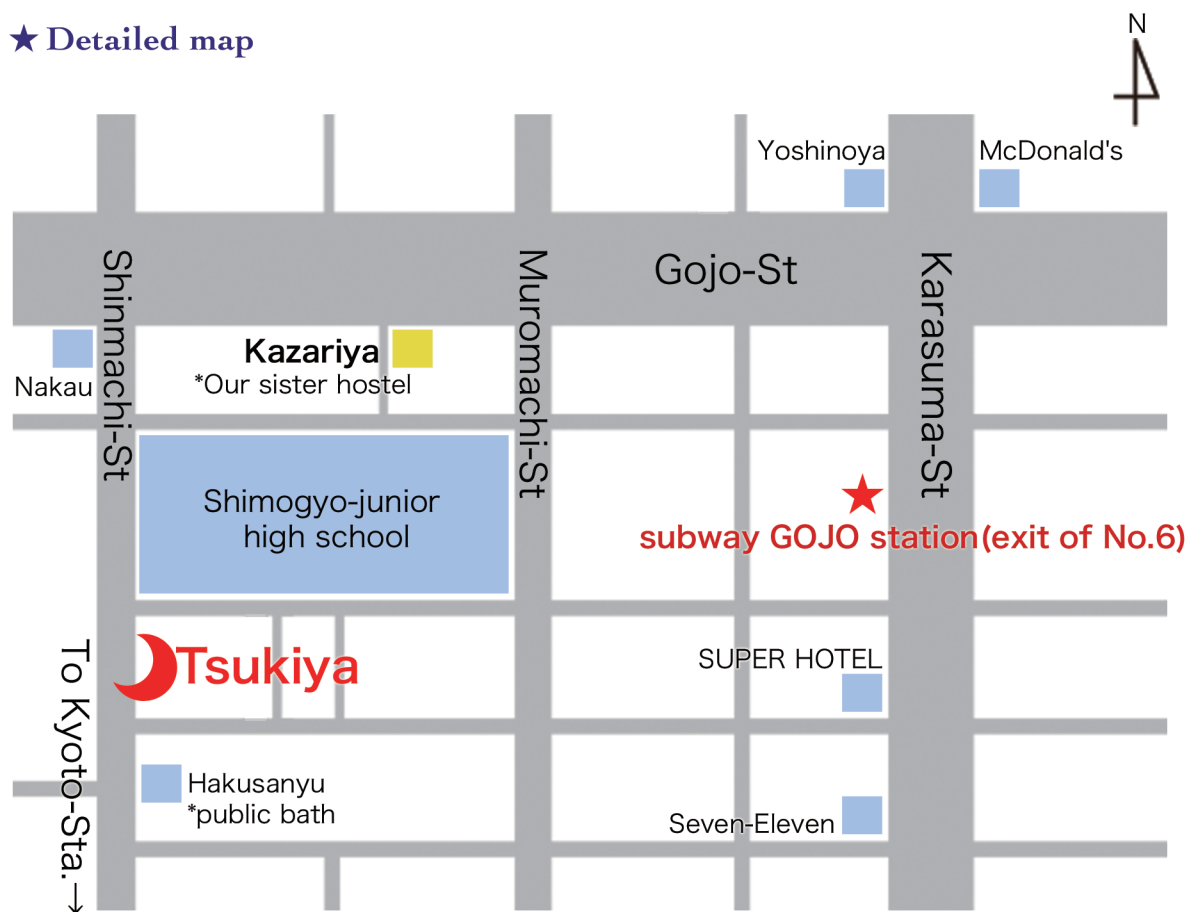 ★ Detailed map
N
Yoshinoya
McDonald's
Gojo-St
Shinmachi-St
Muromachi-St
Karasuma-St
Nakau
Kazariya
*Our sister hostel
Shimogyo-junior
high school
subway GOJO station(exit of No.6)
To Kyoto-Sta.→
Tsukiya
SUPER HOTEL
Hakusanyu
*public bath
Seven-Eleven